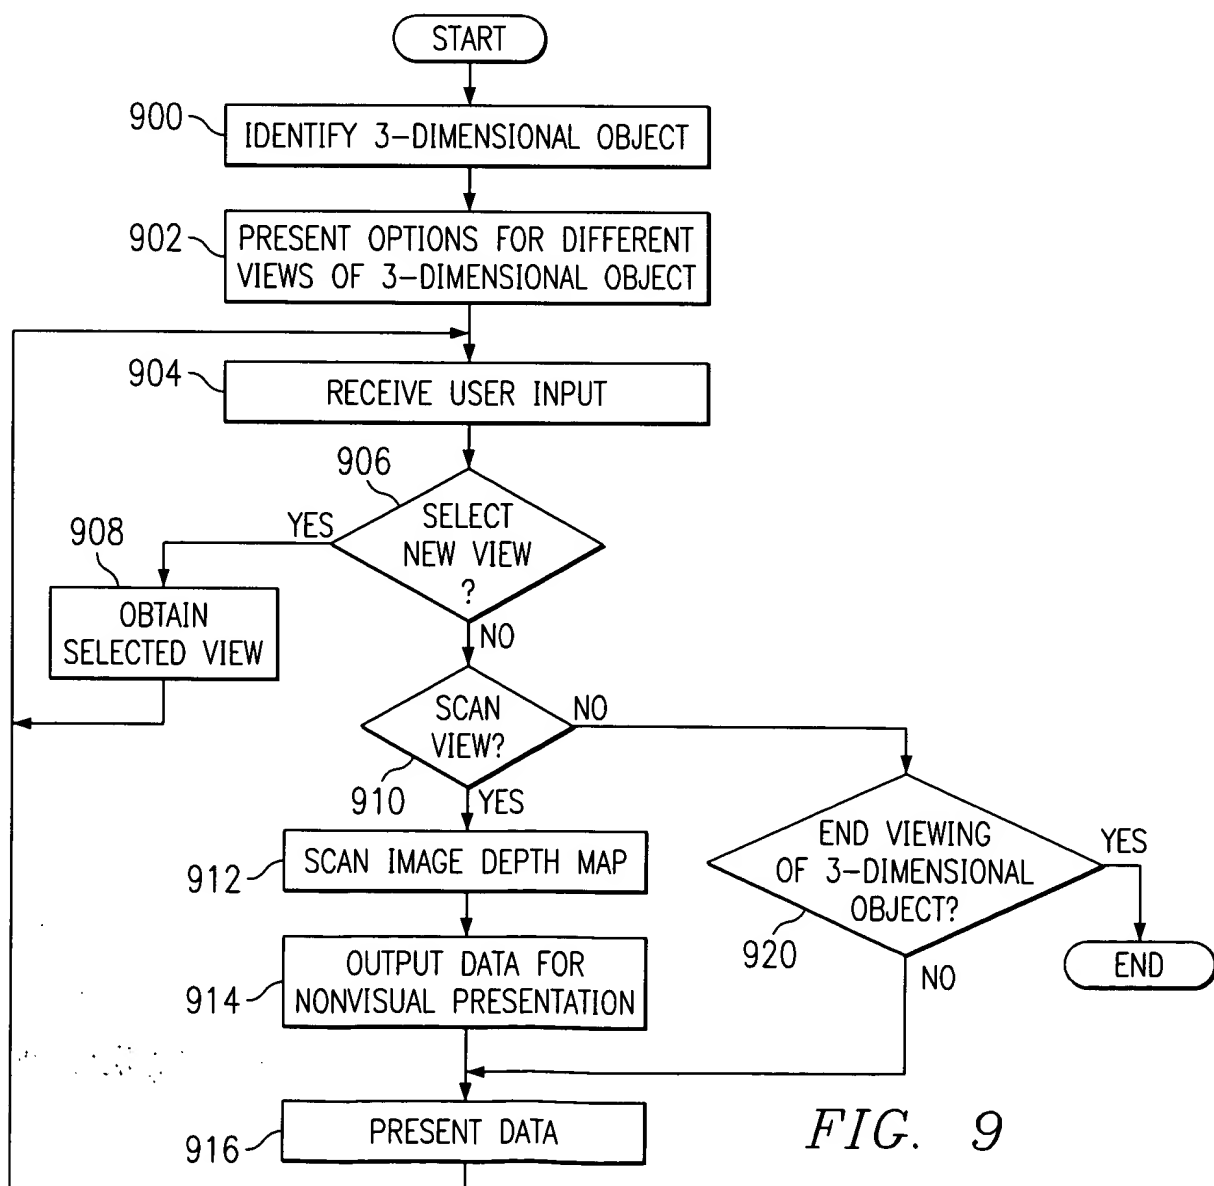 START
900
IDENTIFY 3-DIMENSIONAL OBJECT
902
PRESENT OPTIONS FOR DIFFERENT
VIEWS OF 3-DIMENSIONAL OBJECT
904
RECEIVE USER INPUT
906
SELECT
NEW VIEW
?
YES
908
OBTAIN
SELECTED VIEW
NO
SCAN
VIEW?
910
NO
YES
912
SCAN IMAGE DEPTH MAP
END VIEWING
OF 3-DIMENSIONAL
OBJECT?
920
YES
END
NO
914
OUTPUT DATA FOR
NONVISUAL PRESENTATION
916
PRESENT DATA
FIG. 9